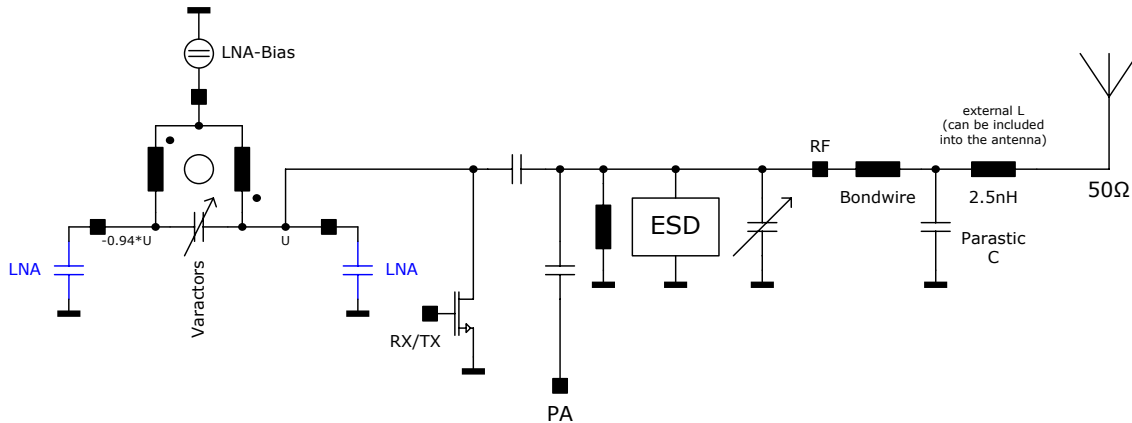 LNA-Bias
external L
(can be included
into the antenna)
RF
50Ω
Bondwire
2.5nH
ESD
-0.94*U
U
Parastic
C
LNA
LNA
Varactors
RX/TX
PA